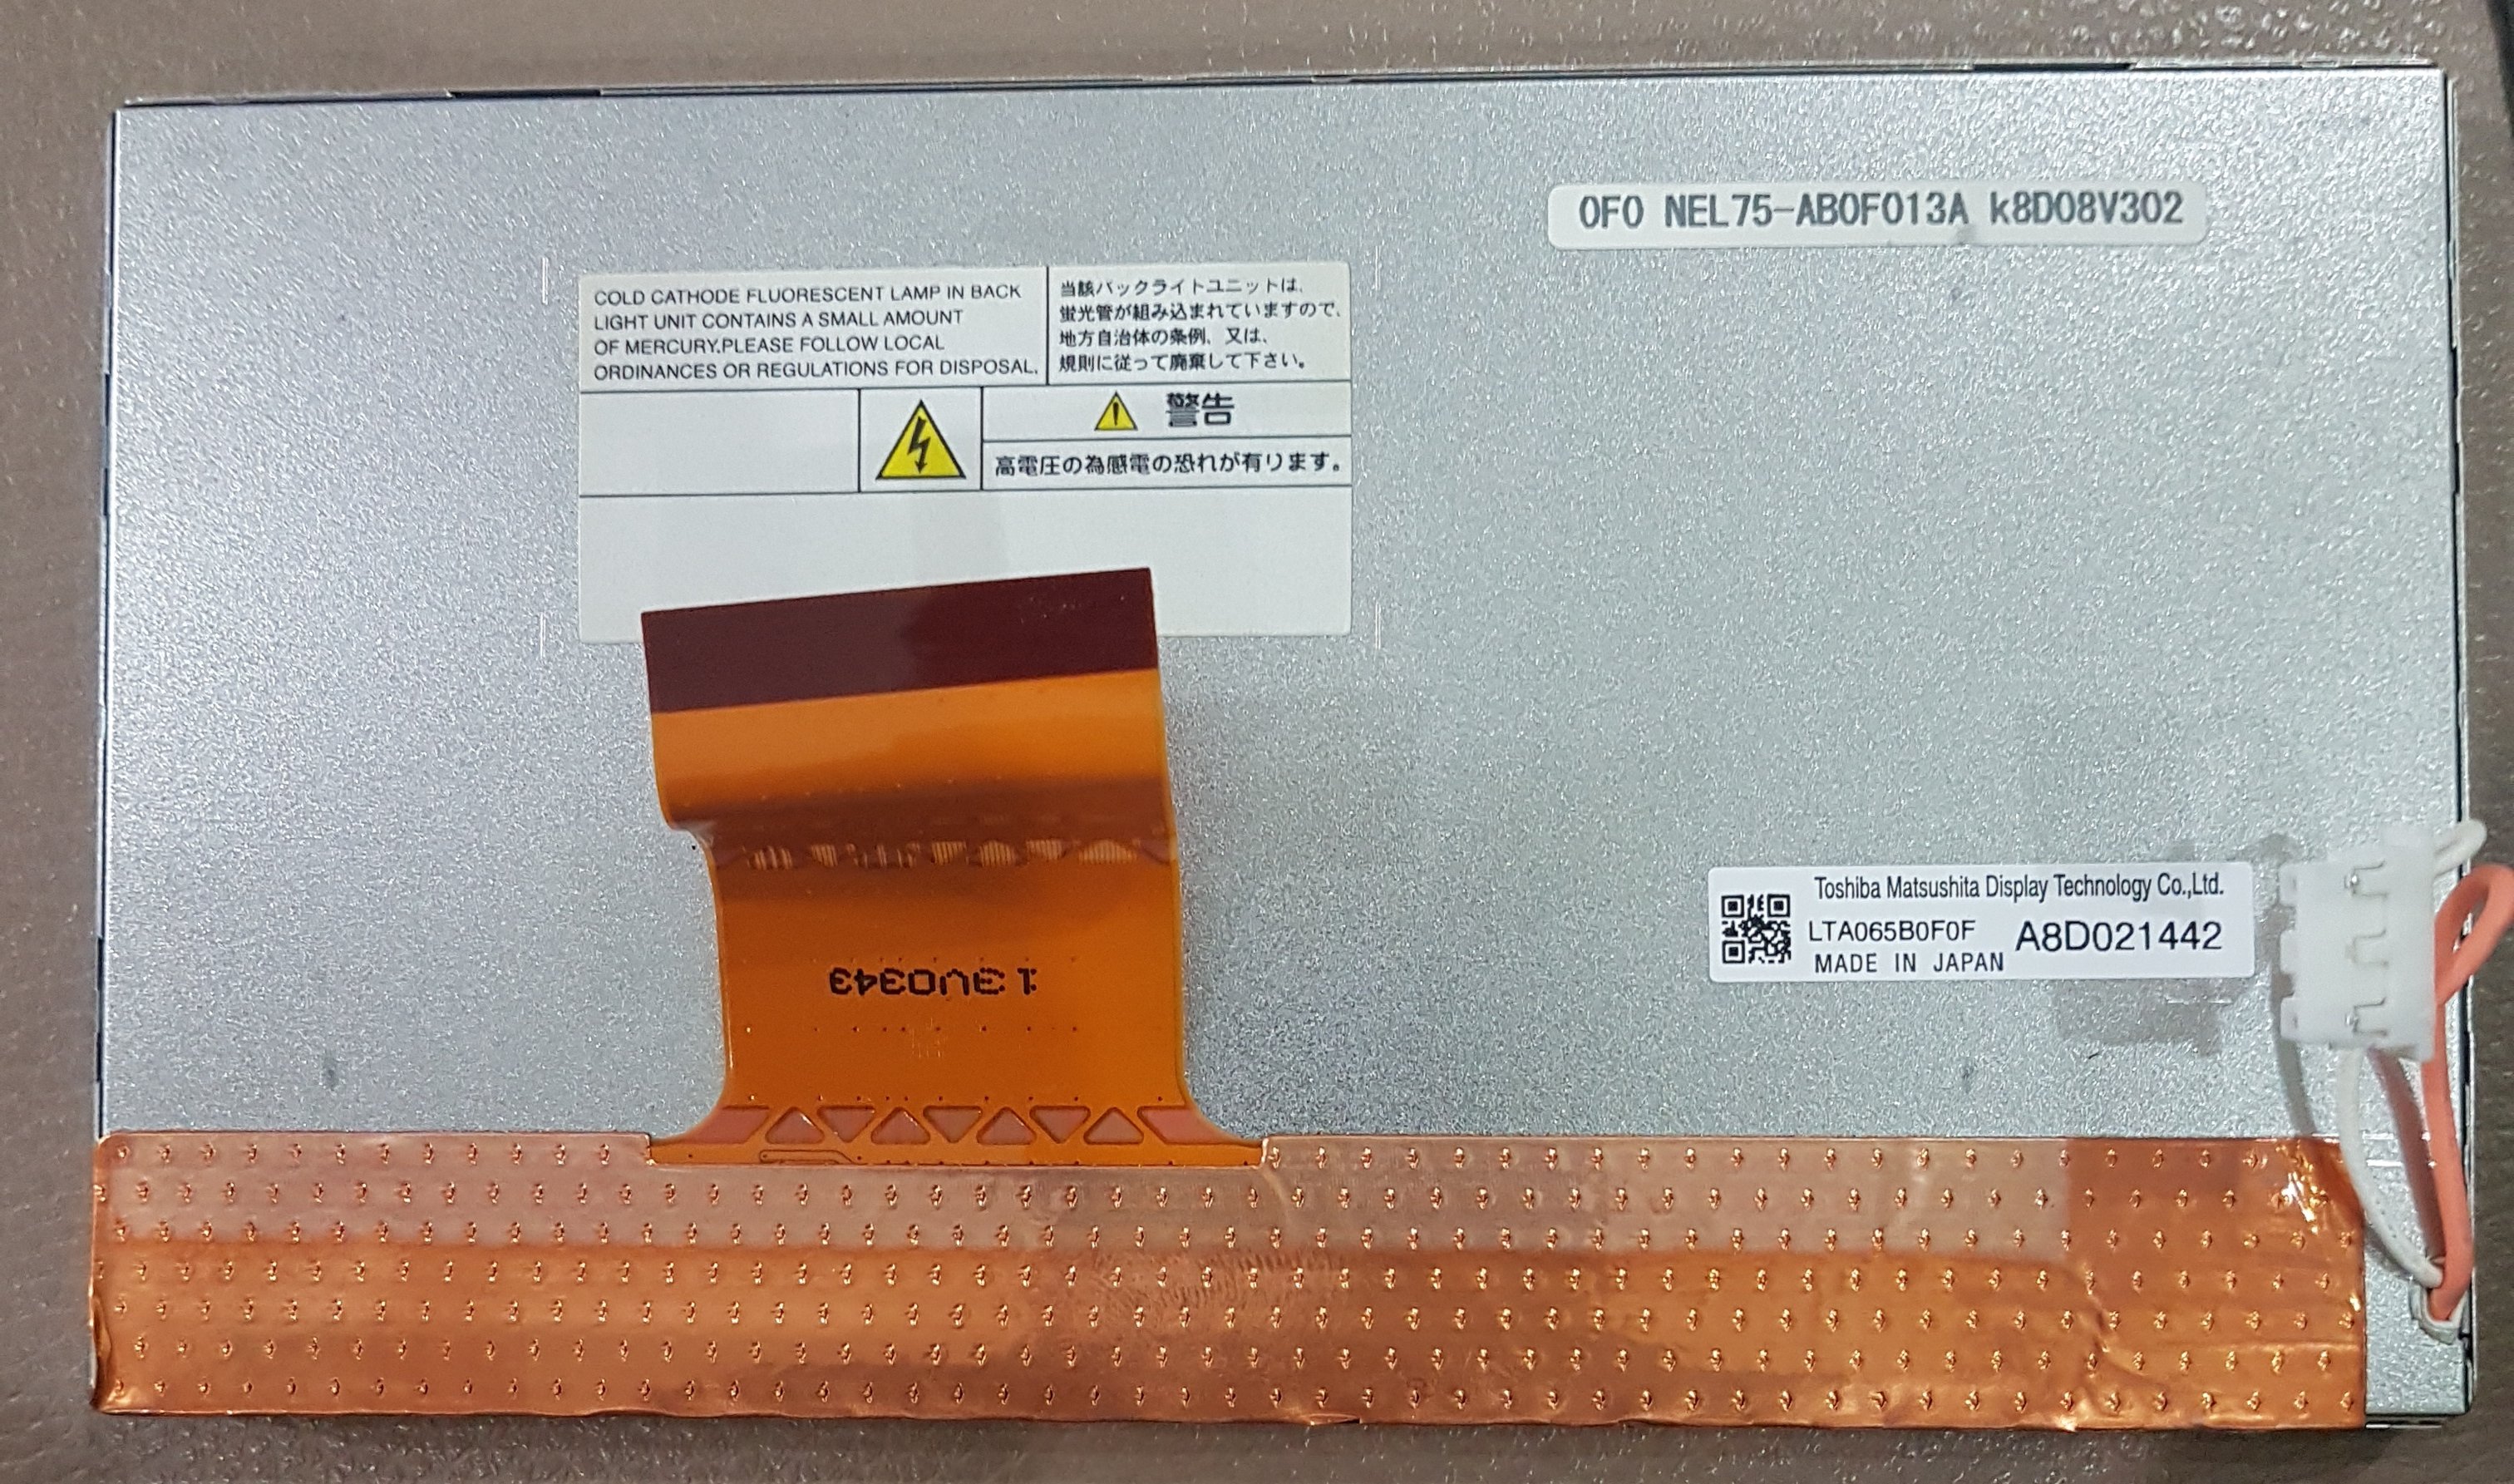 0F0 NEL75-AB0F013A k8D08V302
COLD CATHODE FLUORESCENT LAMP IN BACK
LIGHT UNIT CONTAINS A SMALL AMOUNT
OF MERCURY.PLEASE FOLLOW LOCAL
ORDINANCES OR REGULATIONS FOR DISPOSAL.
当該バックライトユニットは、
蛍光管が組み込まれていますので、
地方自治体の条例、又は、
規則に従って廃棄して下さい。
警告
高電圧の為感電の恐れが有ります。
Toshiba Matsushita Display Technology Co.,Ltd.
LTA065B0F0F A8D021442
MADE IN JAPAN
13V0343